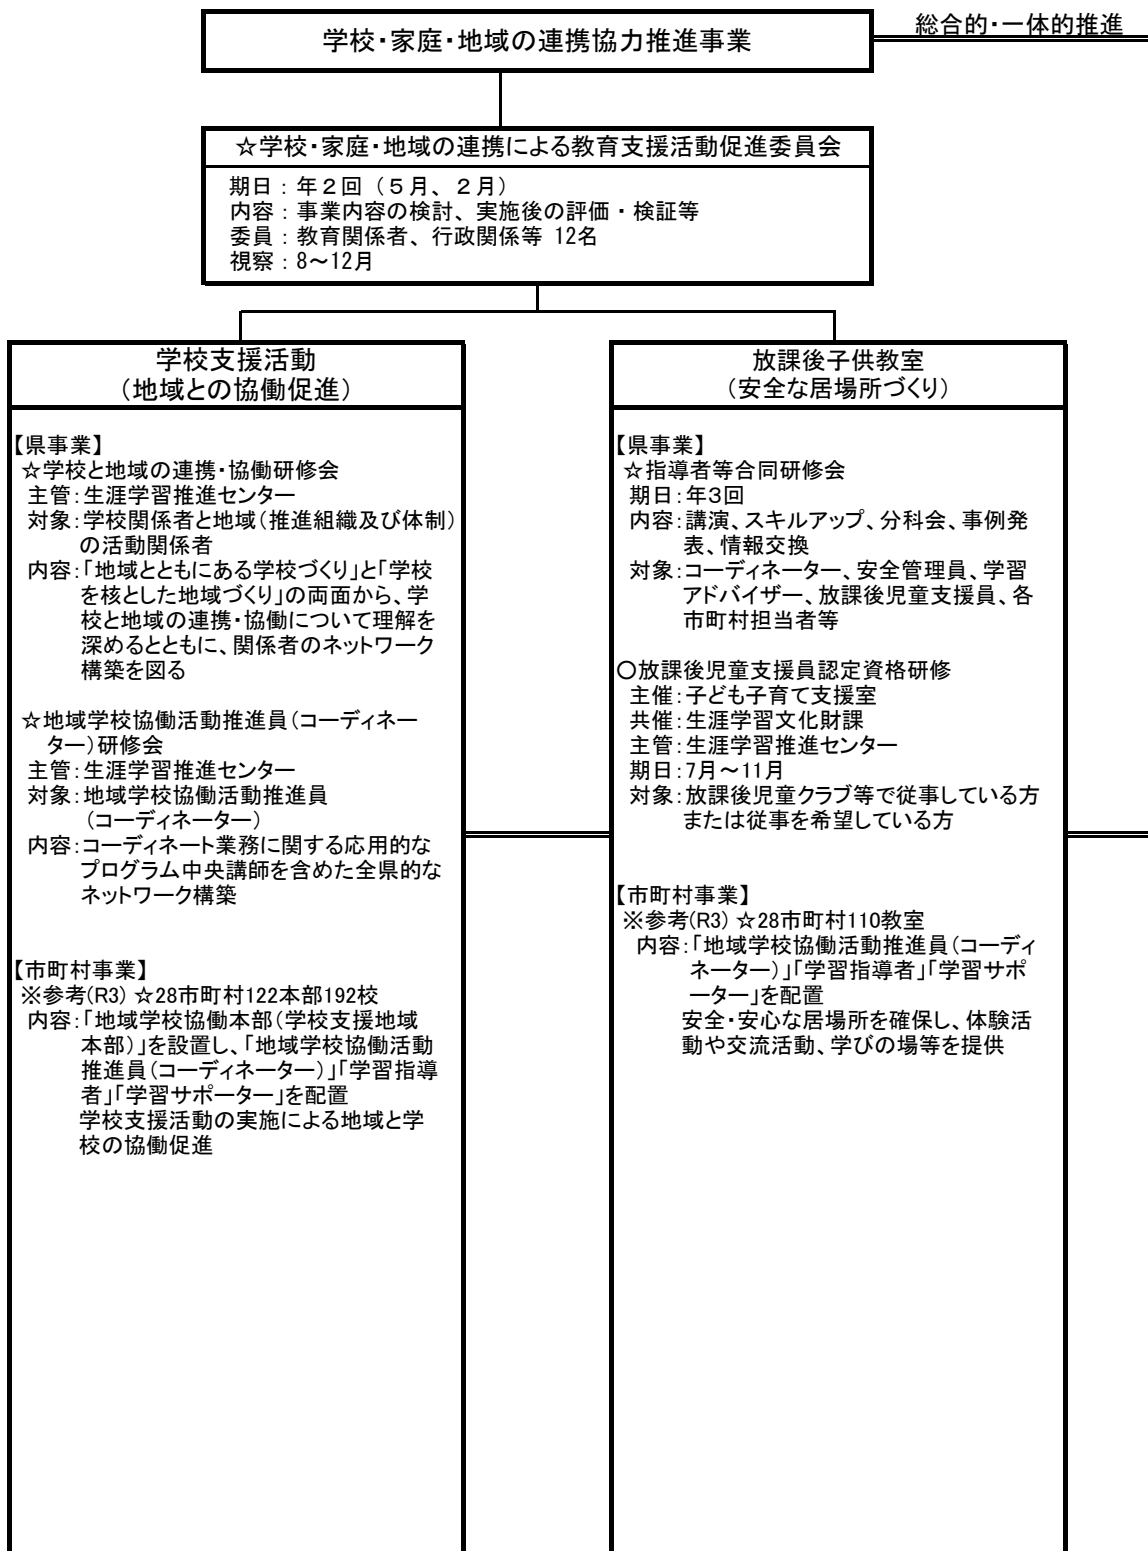 学校・家庭・地域の連携協力推進事業
総合的・一体的推進
☆学校・家庭・地域の連携による教育支援活動促進委員会
期日：年２回（５月、２月）
内容：事業内容の検討、実施後の評価・検証等
委員：教育関係者、行政関係等 12名
視察：8～12月
学校支援活動
（地域との協働促進）
【県事業】
☆学校と地域の連携・協働研修会
主管：生涯学習推進センター
対象：学校関係者と地域（推進組織及び体制）
の活動関係者
内容：「地域とともにある学校づくり」と「学校
を核とした地域づくり」の両面から、学
校と地域の連携・協働について理解を
深めるとともに、関係者のネットワーク
構築を図る
☆地域学校協働活動推進員（コーディネー
ター）研修会
主管：生涯学習推進センター
対象：地域学校協働活動推進員
（コーディネーター）
内容：コーディネート業務に関する応用的な
プログラム中央講師を含めた全県的な
ネットワーク構築
【市町村事業】
※参考(R3) ☆28市町村122本部192校
内容：「地域学校協働本部（学校支援地域
本部）」を設置し、「地域学校協働活動
推進員（コーディネーター）」「学習指導
者」「学習サポーター」を配置
学校支援活動の実施による地域と学
校の協働促進
放課後子供教室
（安全な居場所づくり）
【県事業】
☆指導者等合同研修会
期日：年３回
内容：講演、スキルアップ、分科会、事例発
表、情報交換
対象：コーディネーター、安全管理員、学習
アドバイザー、放課後児童支援員、各
市町村担当者等
〇放課後児童支援員認定資格研修
主催：子ども子育て支援室
共催：生涯学習文化財課
主管：生涯学習推進センター
期日：7月～11月
対象：放課後児童クラブ等で従事している方
または従事を希望している方
【市町村事業】
※参考(R3) ☆28市町村110教室
内容：「地域学校協働活動推進員（コーディ
ネーター）」「学習指導者」「学習サポ
ーター」を配置
安全・安心な居場所を確保し、体験活
動や交流活動、学びの場等を提供